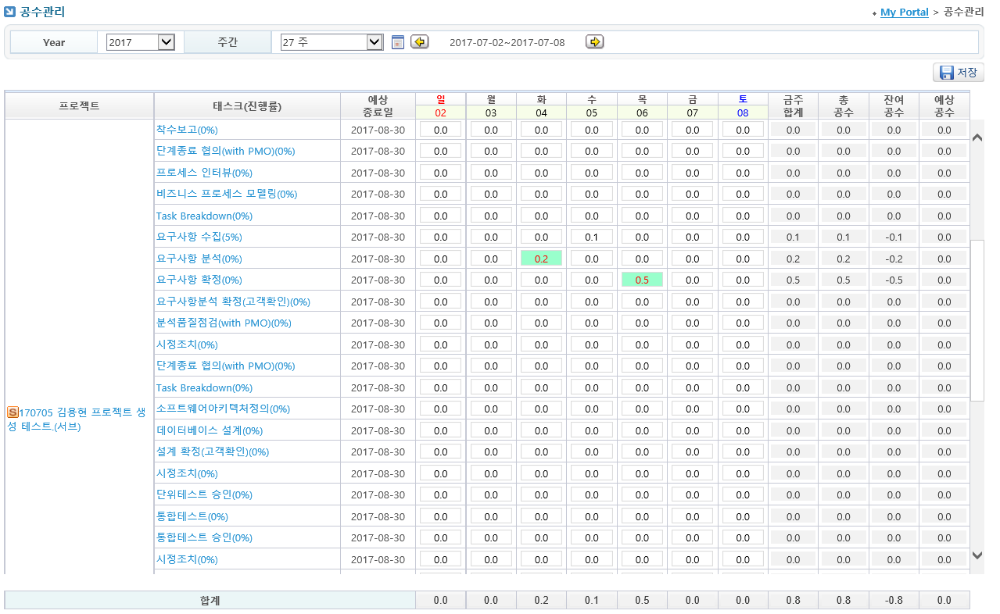 공수관리
My Portal > 공수관리
Year 2017 주간 27 주 2017-07-02~2017-07-08
저장
프로젝트 태스크(진행률) 예상 종료일 일 02 월 03 화 04 수 05 목 06 금 07 토 08 금주 합계 총 공수 잔여 공수 예상 공수
착수보고(0%) 2017-08-30 0.0 0.0 0.0 0.0 0.0 0.0 0.0 0.0 0.0 0.0 0.0
단계종료 협의(with PMO)(0%) 2017-08-30 0.0 0.0 0.0 0.0 0.0 0.0 0.0 0.0 0.0 0.0 0.0
프로세스 인터뷰(0%) 2017-08-30 0.0 0.0 0.0 0.0 0.0 0.0 0.0 0.0 0.0 0.0 0.0
비즈니스 프로세스 모델링(0%) 2017-08-30 0.0 0.0 0.0 0.0 0.0 0.0 0.0 0.0 0.0 0.0 0.0
Task Breakdown(0%) 2017-08-30 0.0 0.0 0.0 0.0 0.0 0.0 0.0 0.0 0.0 0.0 0.0
요구사항 수집(5%) 2017-08-30 0.0 0.0 0.0 0.1 0.0 0.0 0.0 0.1 0.1 -0.1 0.0
요구사항 분석(0%) 2017-08-30 0.0 0.0 0.2 0.0 0.0 0.0 0.0 0.2 0.2 -0.2 0.0
요구사항 확정(0%) 2017-08-30 0.0 0.0 0.0 0.0 0.5 0.0 0.0 0.5 0.5 -0.5 0.0
요구사항분석 확정(고객확인)(0%) 2017-08-30 0.0 0.0 0.0 0.0 0.0 0.0 0.0 0.0 0.0 0.0 0.0
분석품질점검(with PMO)(0%) 2017-08-30 0.0 0.0 0.0 0.0 0.0 0.0 0.0 0.0 0.0 0.0 0.0
시정조치(0%) 2017-08-30 0.0 0.0 0.0 0.0 0.0 0.0 0.0 0.0 0.0 0.0 0.0
단계종료 협의(with PMO)(0%) 2017-08-30 0.0 0.0 0.0 0.0 0.0 0.0 0.0 0.0 0.0 0.0 0.0
Task Breakdown(0%) 2017-08-30 0.0 0.0 0.0 0.0 0.0 0.0 0.0 0.0 0.0 0.0 0.0
S170705 김용현 프로젝트 생
성 테스트.(서브)
소프트웨어아키텍처정의(0%) 2017-08-30 0.0 0.0 0.0 0.0 0.0 0.0 0.0 0.0 0.0 0.0 0.0
데이터베이스 설계(0%) 2017-08-30 0.0 0.0 0.0 0.0 0.0 0.0 0.0 0.0 0.0 0.0 0.0
설계 확정(고객확인)(0%) 2017-08-30 0.0 0.0 0.0 0.0 0.0 0.0 0.0 0.0 0.0 0.0 0.0
시정조치(0%) 2017-08-30 0.0 0.0 0.0 0.0 0.0 0.0 0.0 0.0 0.0 0.0 0.0
단위테스트 승인(0%) 2017-08-30 0.0 0.0 0.0 0.0 0.0 0.0 0.0 0.0 0.0 0.0 0.0
통합테스트(0%) 2017-08-30 0.0 0.0 0.0 0.0 0.0 0.0 0.0 0.0 0.0 0.0 0.0
통합테스트 승인(0%) 2017-08-30 0.0 0.0 0.0 0.0 0.0 0.0 0.0 0.0 0.0 0.0 0.0
시정조치(0%) 2017-08-30 0.0 0.0 0.0 0.0 0.0 0.0 0.0 0.0 0.0 0.0 0.0
합계 0.0 0.0 0.2 0.1 0.5 0.0 0.0 0.8 0.8 -0.8 0.0